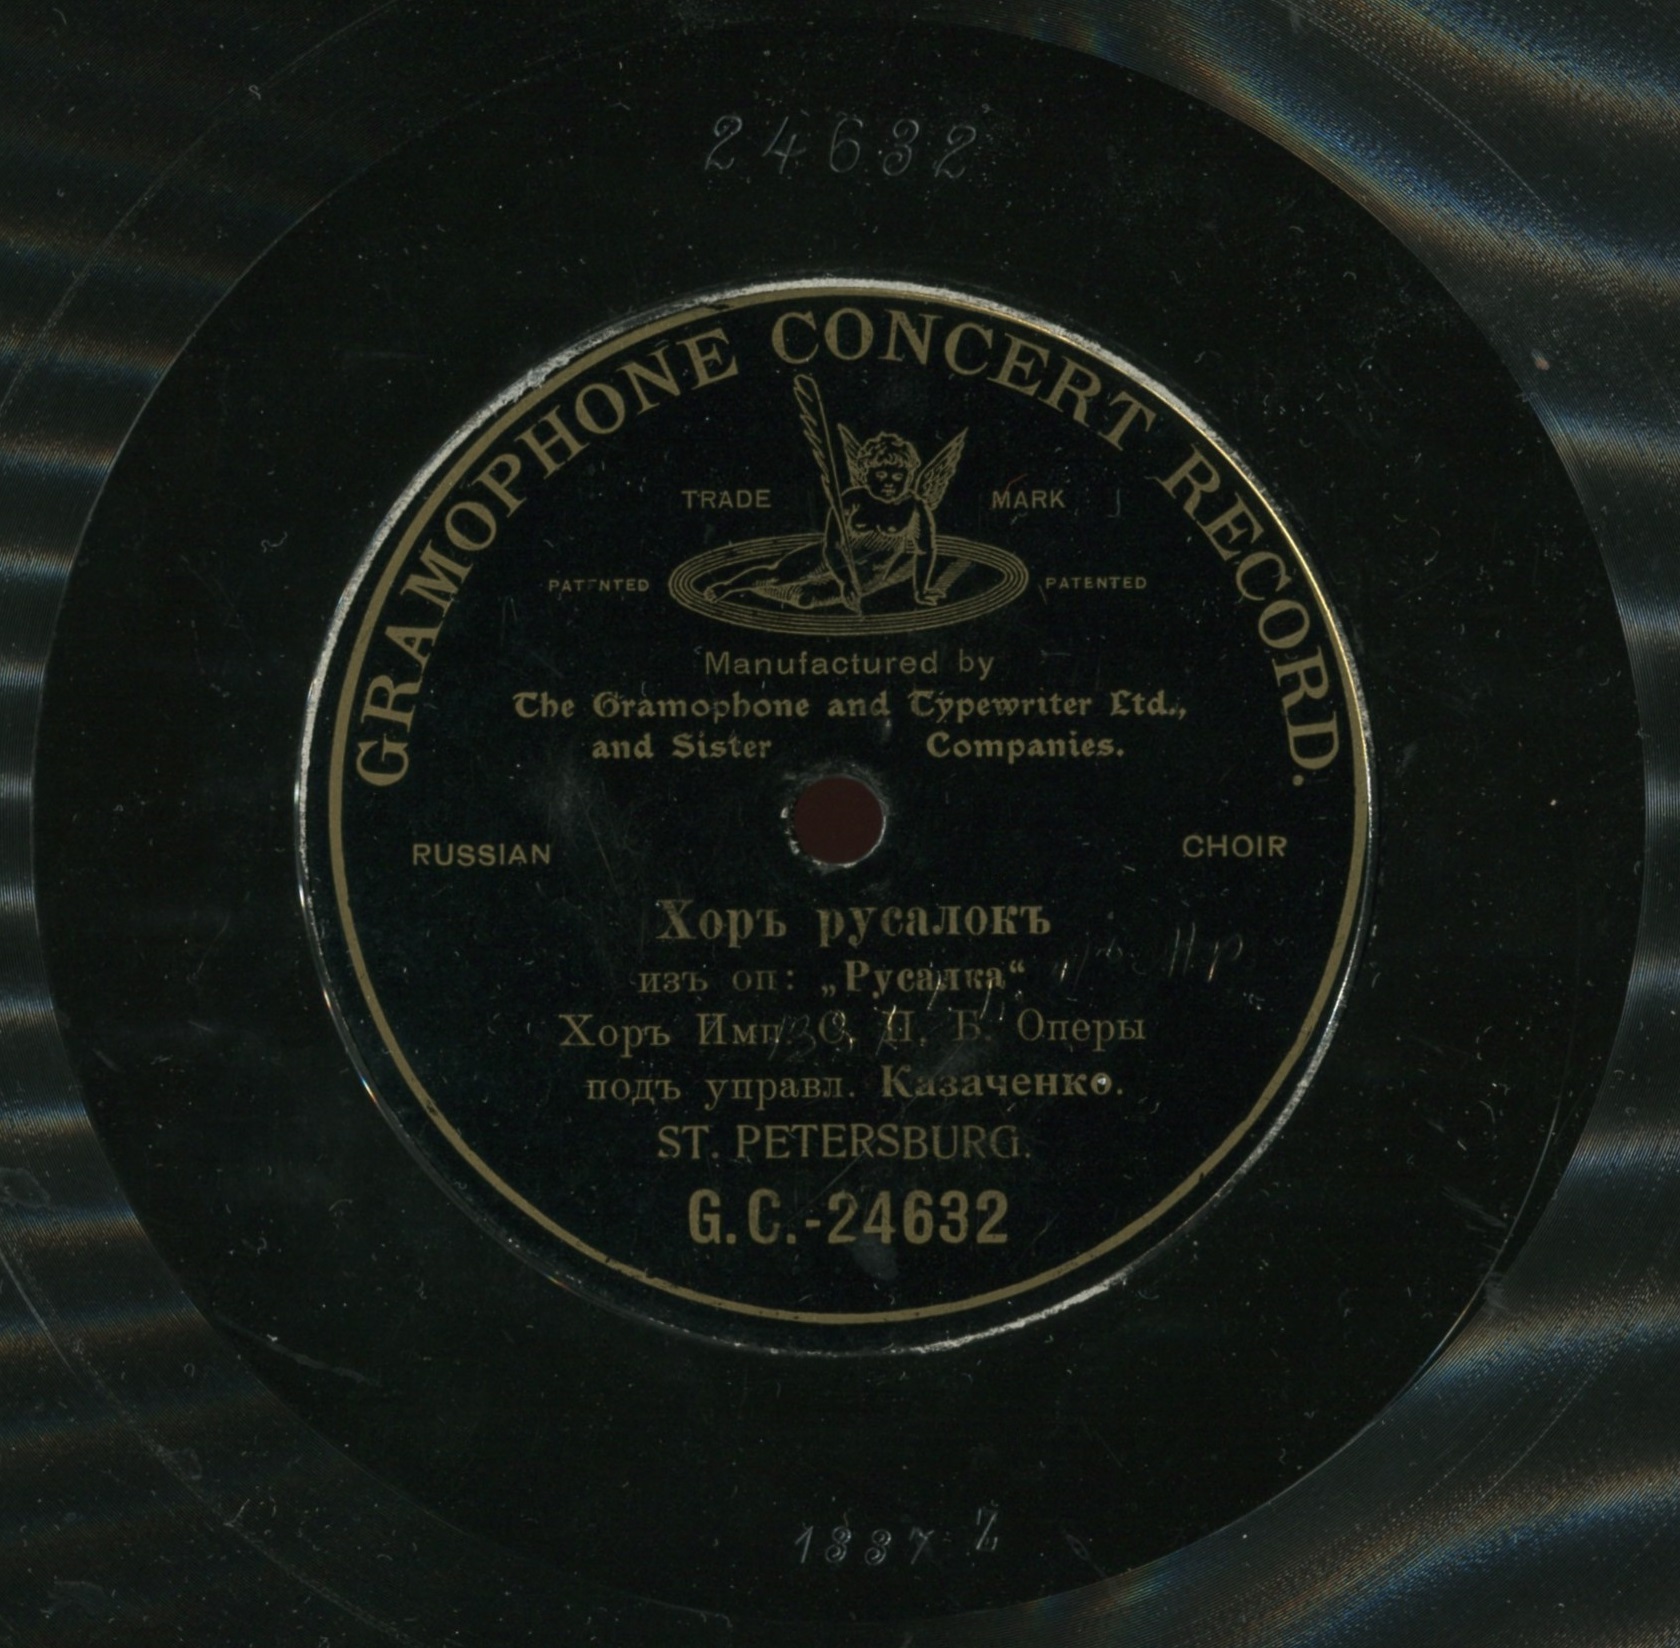 24632
GRAMOPHONE CONCERT RECORD.
TRADE MARK
PATENTED PATENTED
Manufactured by
The Gramophone and Typewriter Ltd.,
and Sister Companies.
RUSSIAN CHOIR
Хоръ русалокъ
изъ оп: „Русалка“
Хоръ Имп. С. П. Б. Оперы
подъ управл. Казаченко.
ST. PETERSBURG.
G.C.-24632